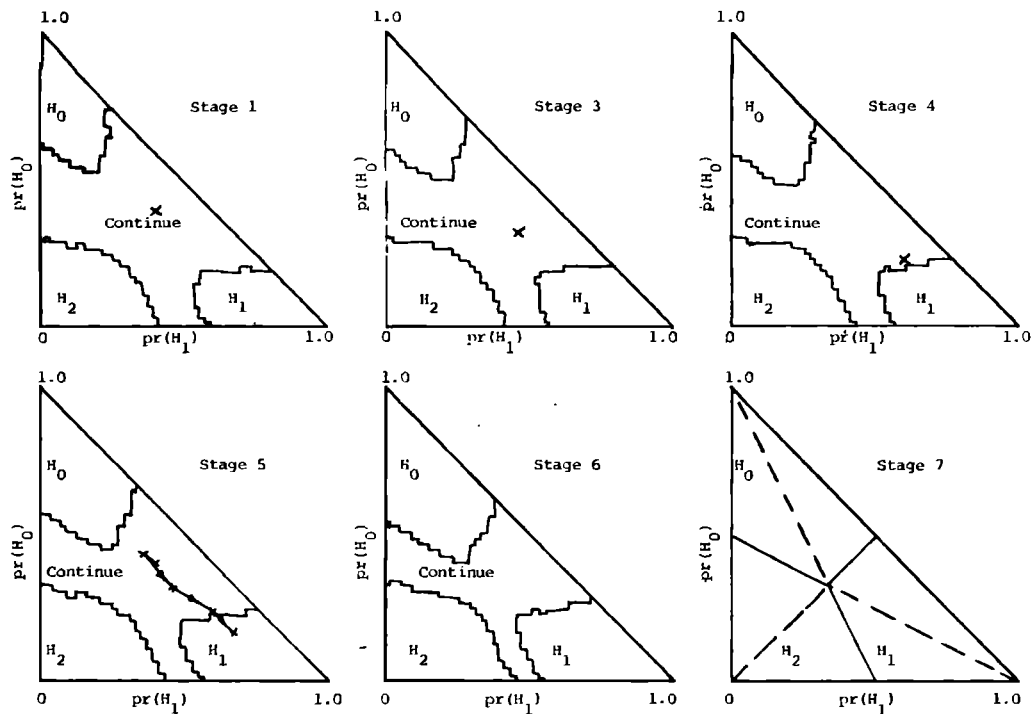 1.0
H0
Stage 1
pr(H0)
Continue
H2
H1
0
pr(H1)
1.0
1.0
H0
Stage 3
pr(H0)
Continue
H2
H1
0
pr(H1)
1.0
1.0
H0
Stage 4
pr(H0)
Continue
H2
H1
0
pr(H1)
1.0
1.0
H0
Stage 5
pr(H0)
Continue
H2
H1
0
pr(H1)
1.0
1.0
H0
Stage 6
pr(H0)
Continue
H2
H1
0
pr(H1)
1.0
1.0
H0
Stage 7
pr(H0)
H2
H1
0
pr(H1)
1.0